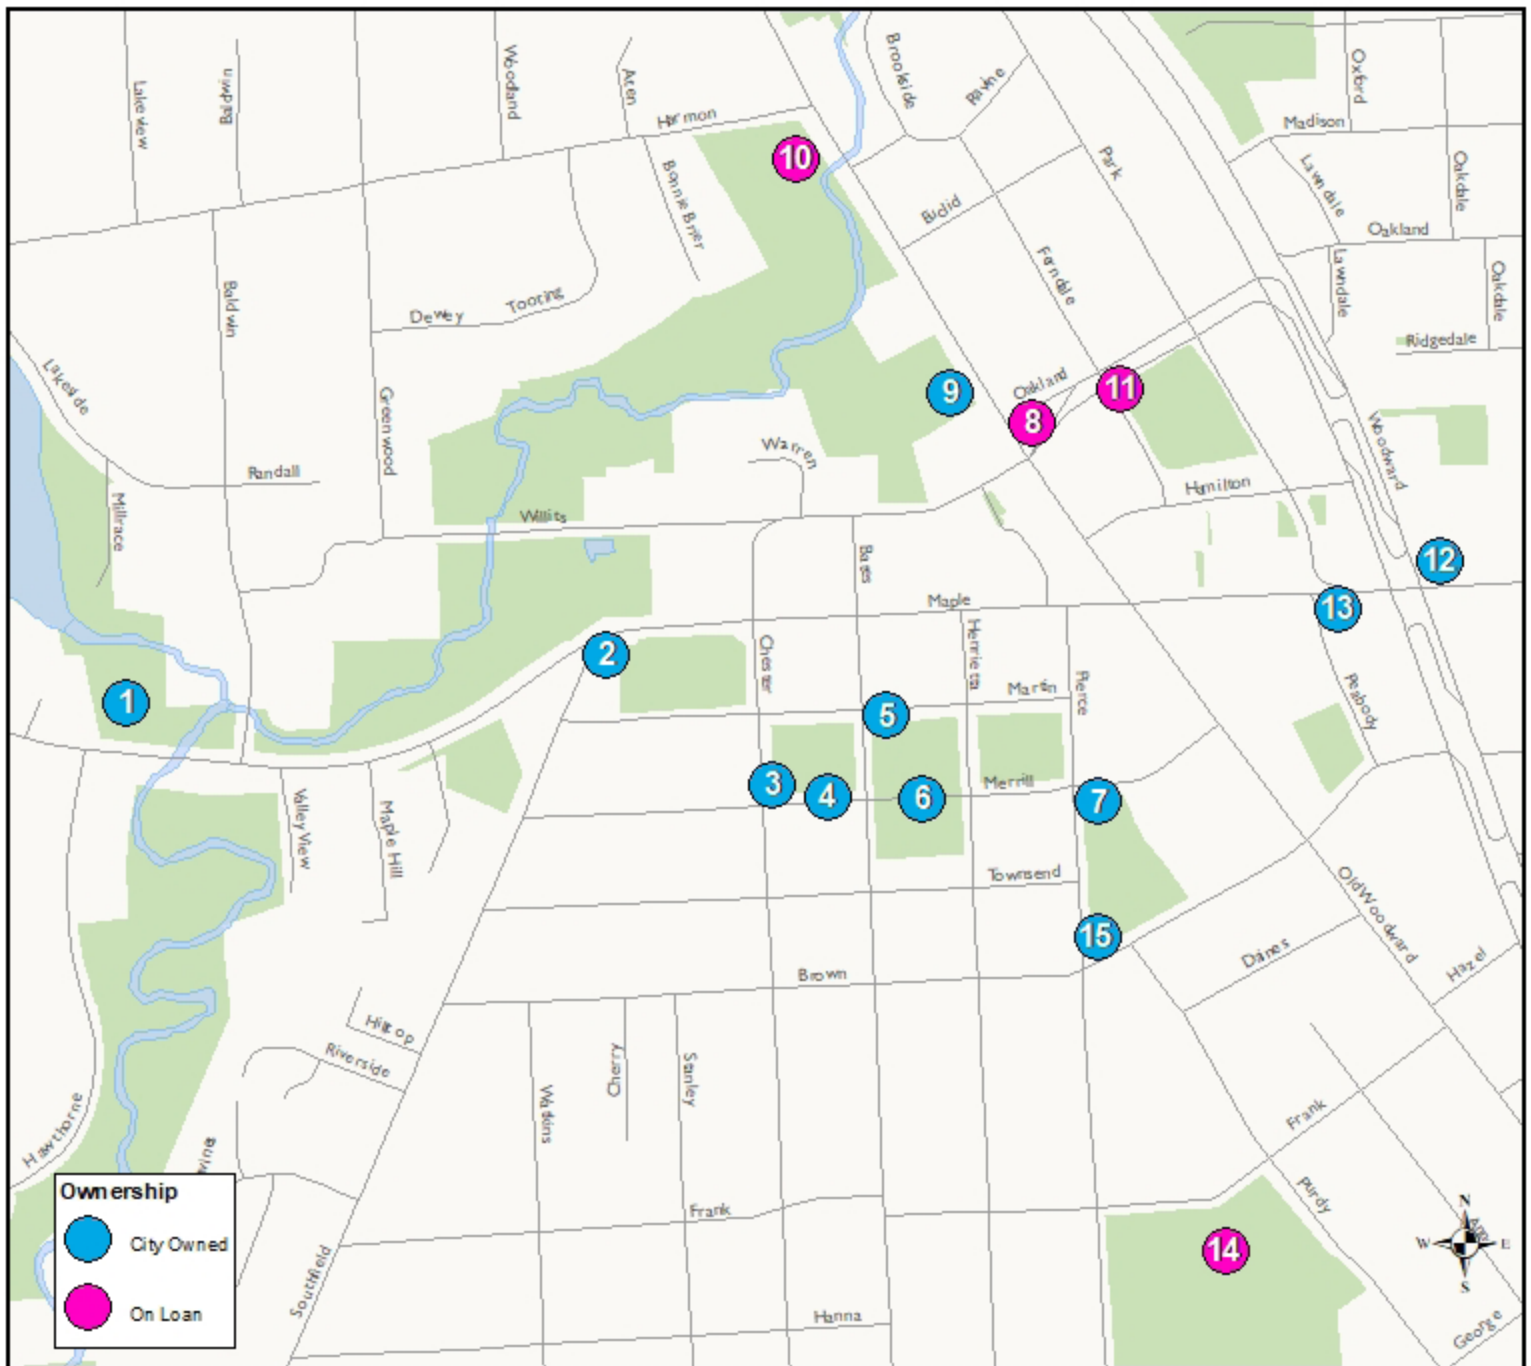 Lakeview
Baldwin
Woodland
Aten
Harmon
Bonnie Brier
Brookside
Ravine
Park
Oxford
Madison
Lawndale
Oakdale
Oakland
10
Euclid
Ferndale
Lawndale
Oakdale
Ridgedale
Baldwin
Dewey
Tooting
Lakeside
Greenwood
9
Oakland
11
8
Woodward
Warren
Randall
Millrace
Hamilton
Willits
Bates
12
Maple
13
Henrietta
Chester
2
Martin
Pierce
Peabody
1
5
3
4
6
Merrill
7
Valley View
Maple Hill
Townsend
Old Woodward
15
Brown
Daines
Hazel
Hilltop
Riverside
Cherry
Stanley
Watkins
Hawthorne
Frank
Purdy
Frank
14
Southfield
Hanna
George
Ownership
City Owned
On Loan
N
W
E
S